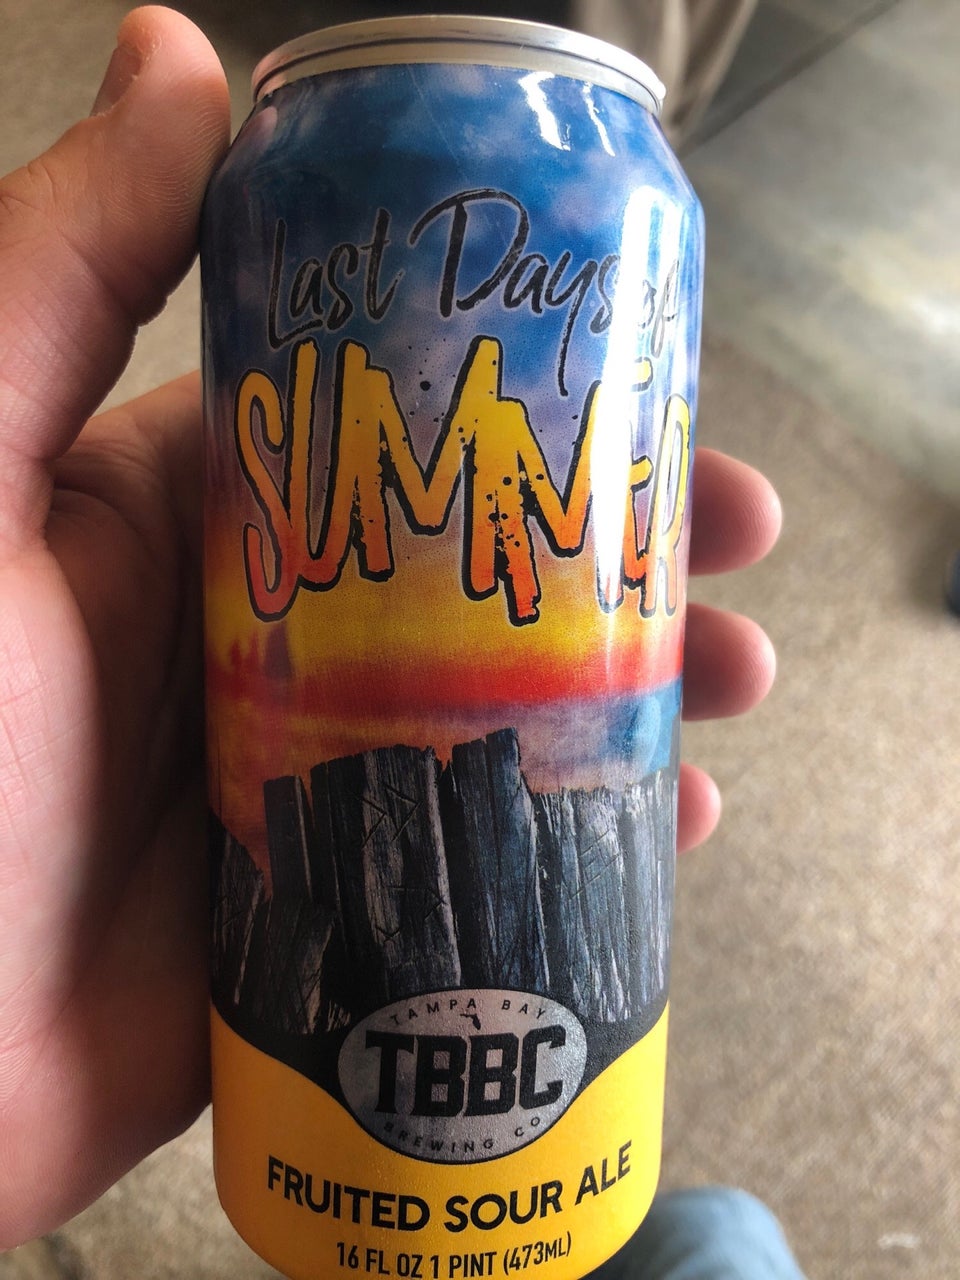 Last Days of
SUMMER
TAMPA BAY
TBBC
BREWING CO
FRUITED SOUR ALE
16 FL OZ 1 PINT (473ML)